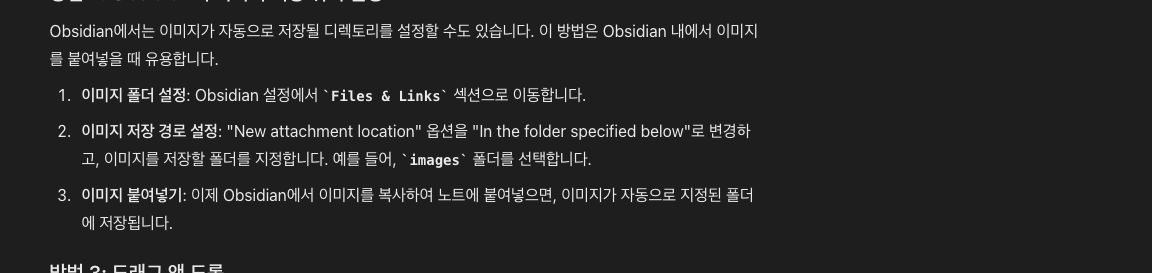 Obsidian에서는 이미지가 자동으로 저장될 디렉토리를 설정할 수도 있습니다. 이 방법은 Obsidian 내에서 이미지
를 붙여넣을 때 유용합니다.
1. 이미지 폴더 설정: Obsidian 설정에서 `Files & Links` 섹션으로 이동합니다.
2. 이미지 저장 경로 설정: "New attachment location" 옵션을 "In the folder specified below"로 변경하
고, 이미지를 저장할 폴더를 지정합니다. 예를 들어, `images` 폴더를 선택합니다.
3. 이미지 붙여넣기: 이제 Obsidian에서 이미지를 복사하여 노트에 붙여넣으면, 이미지가 자동으로 지정된 폴더
에 저장됩니다.
방법 3: 드래그 앤 드롭